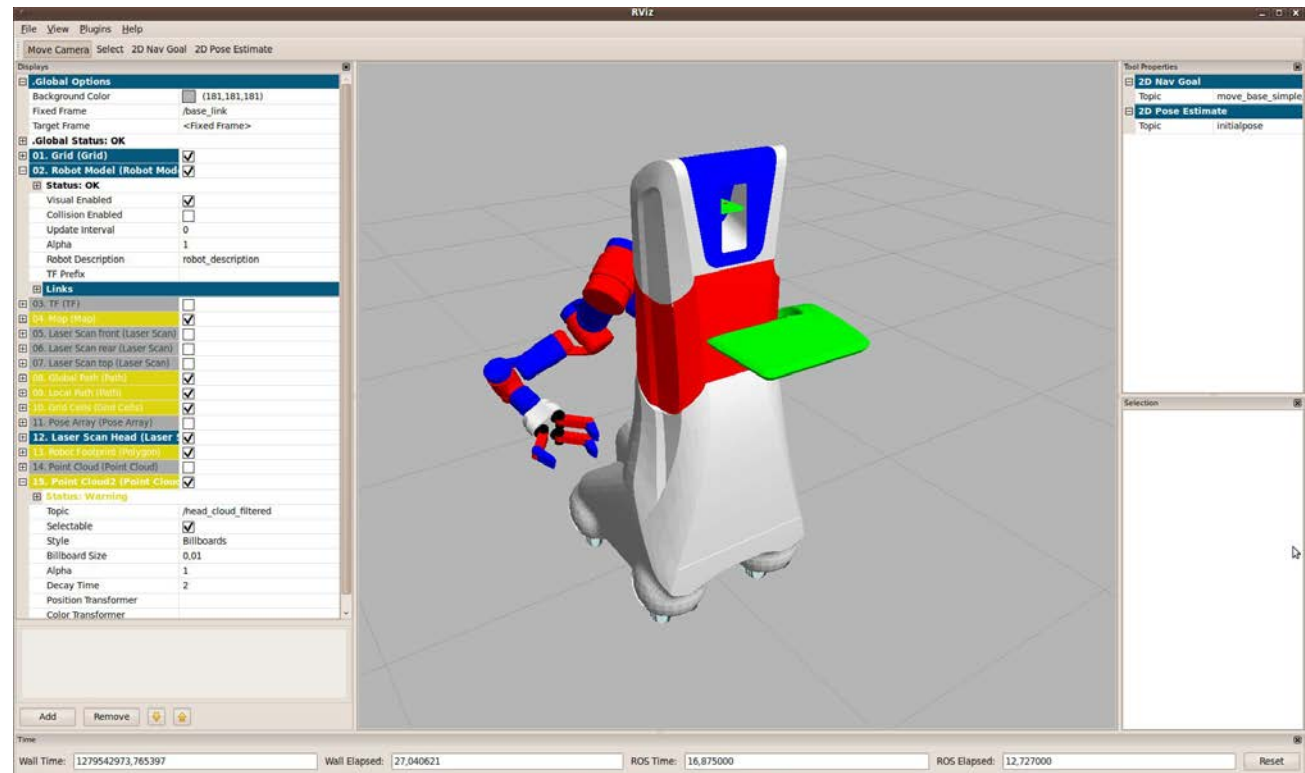 RViz
File View Plugins Help
Move Camera Select 2D Nav Goal 2D Pose Estimate
Displays
.Global Options
Background Color (181,181,181)
Fixed Frame /base_link
Target Frame <Fixed Frame>
.Global Status: OK
01. Grid (Grid)
02. Robot Model (Robot Mode
Status: OK
Visual Enabled
Collision Enabled
Update Interval 0
Alpha 1
Robot Description robot_description
TF Prefix
Links
03. TF (TF)
04. Map (Map)
05. Laser Scan front (Laser Scan)
06. Laser Scan rear (Laser Scan)
07. Laser Scan top (Laser Scan)
08. Global Path (Path)
09. Local Path (Path)
10. Grid Cells (Grid Cells)
11. Pose Array (Pose Array)
12. Laser Scan Head (Laser S
13. Robot Footprint (Polygon)
14. Point Cloud (Point Cloud)
15. Point Cloud2 (Point Cloud
Status: Warning
Topic /head_cloud_filtered
Selectable
Style Billboards
Billboard Size 0,01
Alpha 1
Decay Time 2
Position Transformer
Color Transformer
Add Remove
Tool Properties
2D Nav Goal
Topic move_base_simple
2D Pose Estimate
Topic initialpose
Selection
Time
Wall Time: 1279542973,765397 Wall Elapsed: 27,040621 ROS Time: 16,875000 ROS Elapsed: 12,727000 Reset